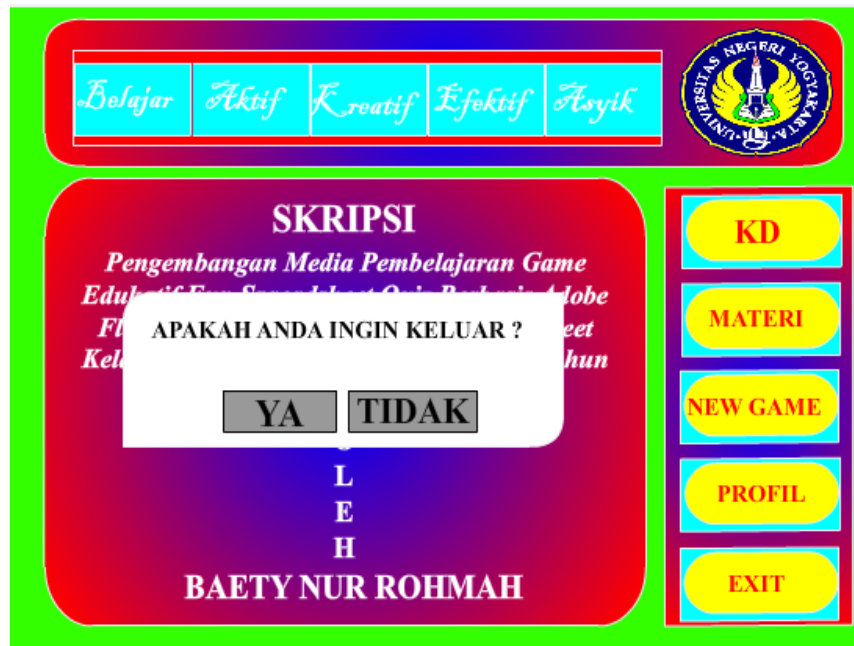 Belajar Aktif Kreatif Efektif Asyik
UNIVERSITAS NEGERI YOGYAKARTA
SKRIPSI
Pengembangan Media Pembelajaran Game
Adobe
APAKAH ANDA INGIN KELUAR ?
YA TIDAK
L
E
H
BAETY NUR ROHMAH
KD
MATERI
NEW GAME
PROFIL
EXIT